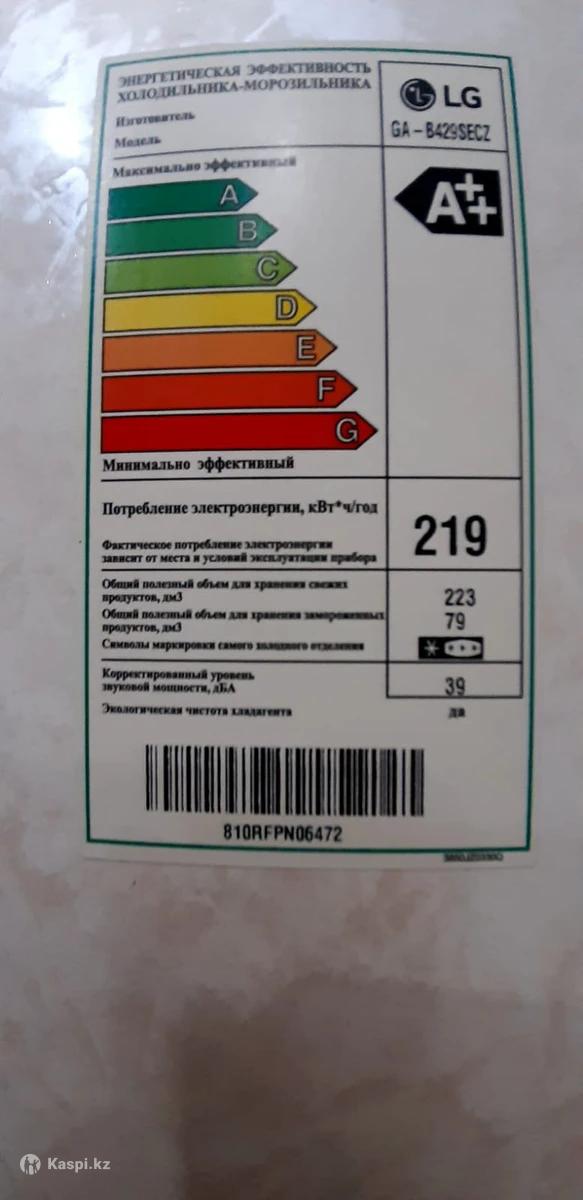 ЭНЕРГЕТИЧЕСКАЯ ЭФФЕКТИВНОСТЬ
ХОЛОДИЛЬНИКА-МОРОЗИЛЬНИКА
Изготовитель
LG
Модель
GA-B429SECZ
Максимально эффективный
A++
A
B
C
D
E
F
G
Минимально эффективный
Потребление электроэнергии, кВт*ч/год
219
Фактическое потребление электроэнергии
зависит от места и условий эксплуатации прибора
Общий полезный объем для хранения свежих
продуктов, дм3
223
Общий полезный объем для хранения замороженных
продуктов, дм3
79
Символы маркировки самого холодного отделения
Корректированный уровень
звуковой мощности, дБА
39
Экологическая чистота хладагента
да
810RFPN06472
Kaspi.kz